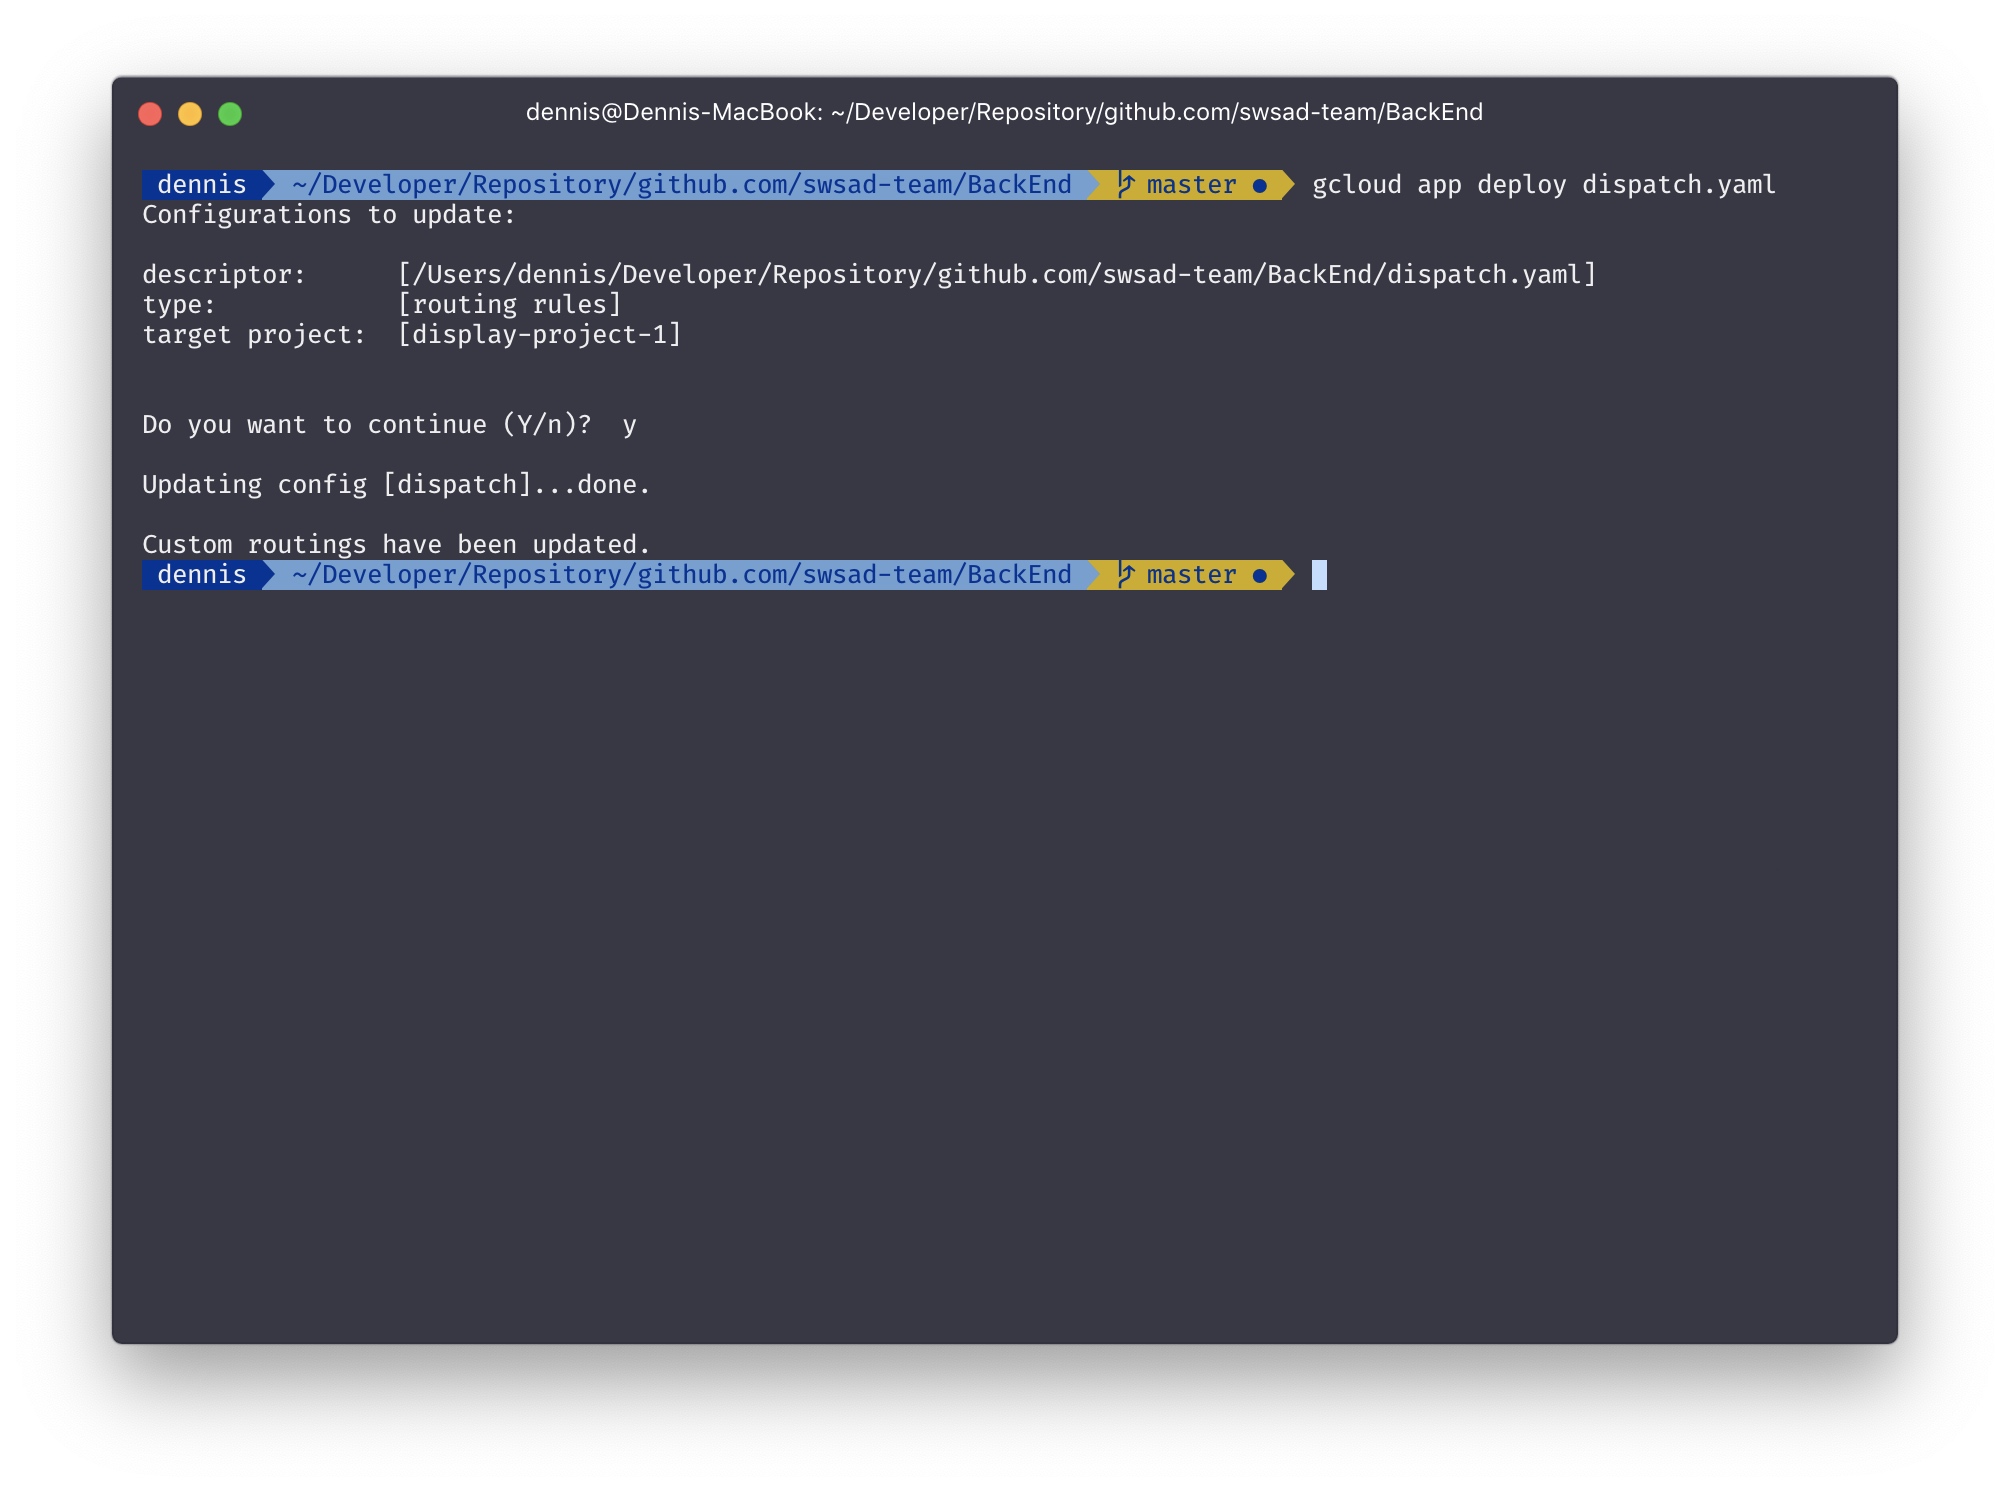 dennis@Dennis-MacBook: ~/Developer/Repository/github.com/swsad-team/BackEnd
dennis ~/Developer/Repository/github.com/swsad-team/BackEnd master ● gcloud app deploy dispatch.yaml
Configurations to update:
descriptor:      [/Users/dennis/Developer/Repository/github.com/swsad-team/BackEnd/dispatch.yaml]
type:            [routing rules]
target project:  [display-project-1]
Do you want to continue (Y/n)?  y
Updating config [dispatch]...done.
Custom routings have been updated.
dennis ~/Developer/Repository/github.com/swsad-team/BackEnd master ●